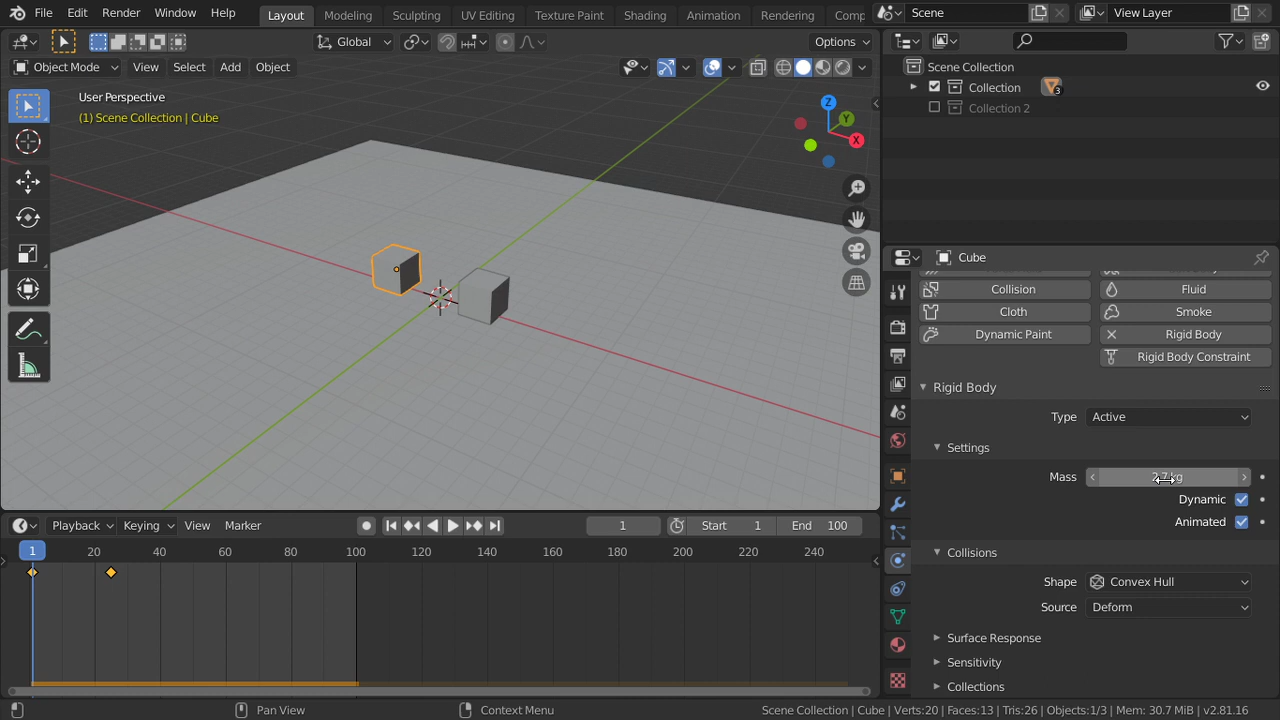 File Edit Render Window Help Layout Modeling Sculpting UV Editing Texture Paint Shading Animation Rendering Comp Scene View Layer
Global Options
Object Mode View Select Add Object
User Perspective
(1) Scene Collection | Cube
Z
Y
X
Scene Collection
Collection 3
Collection 2
Cube
Collision Fluid
Cloth Smoke
Dynamic Paint Rigid Body
Rigid Body Constraint
Rigid Body
Type Active
Settings
Mass
Dynamic
Animated
Collisions
Shape Convex Hull
Source Deform
Surface Response
Sensitivity
Collections
Playback Keying View Marker 1 Start 1 End 100
1 20 40 60 80 100 120 140 160 180 200 220 240
Pan View Context Menu Scene Collection | Cube | Verts:20 | Faces:13 | Tris:26 | Objects:1/3 | Mem: 30.7 MiB | v2.81.16